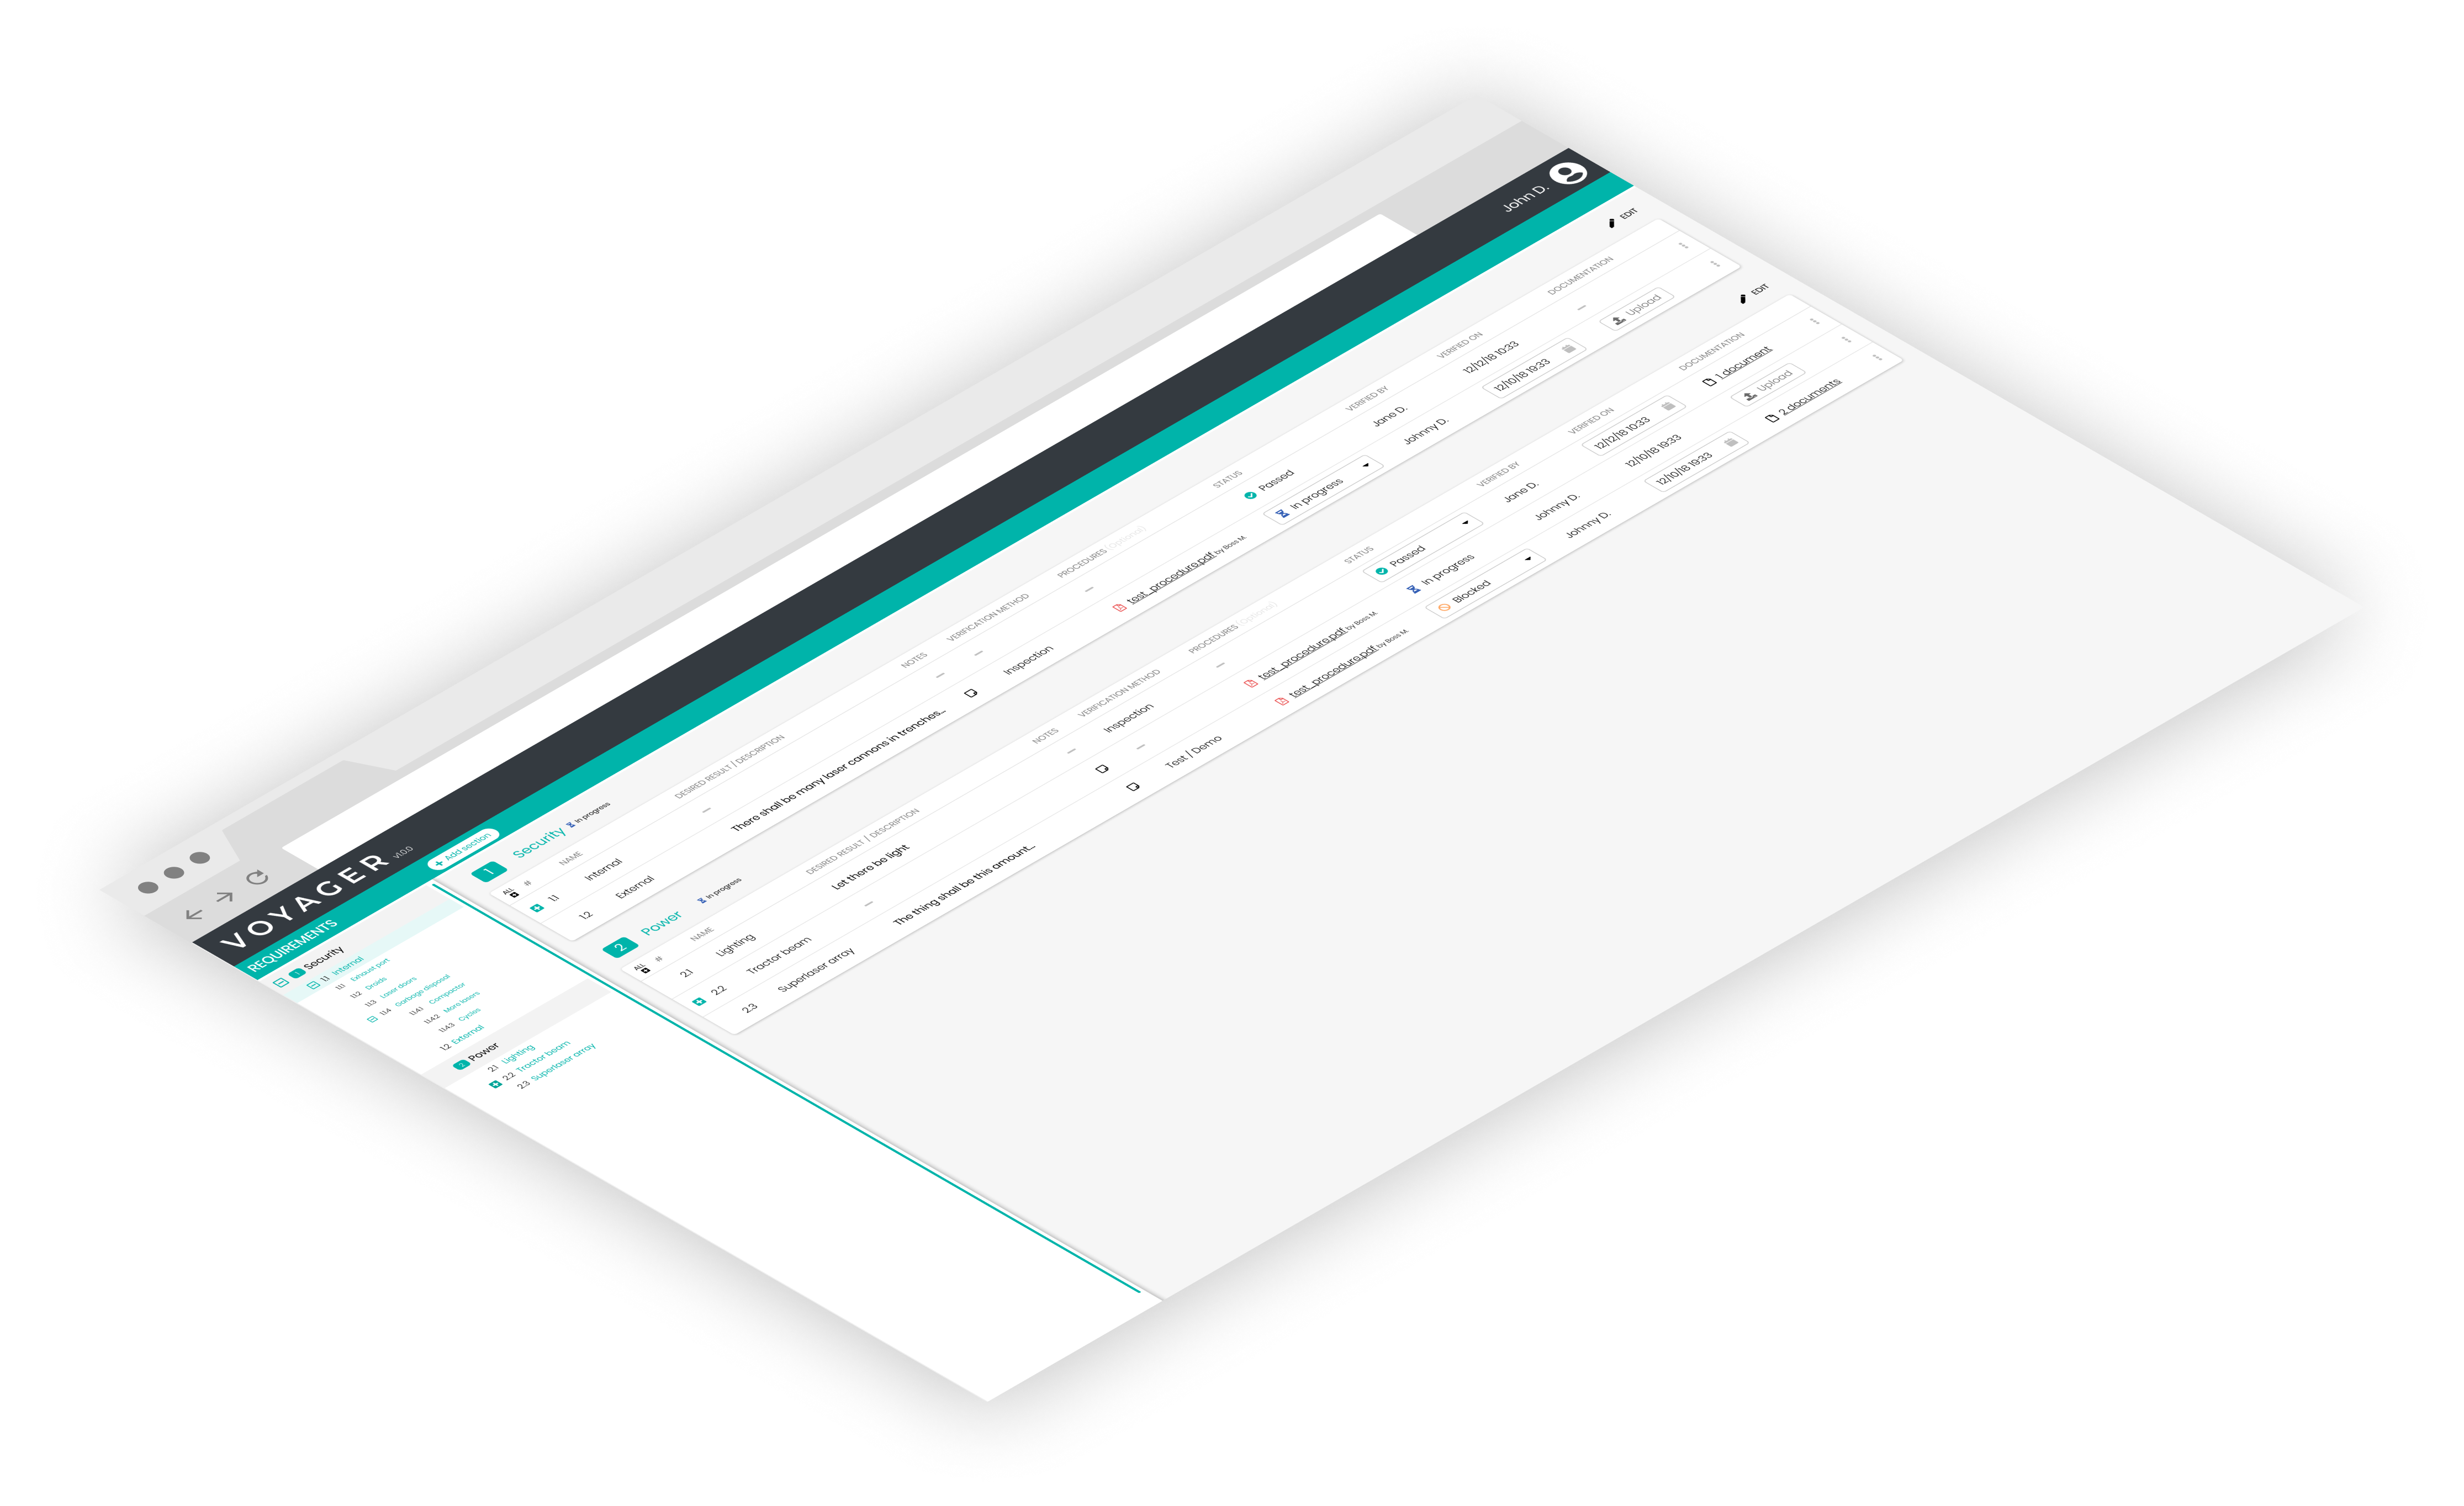 John D.
VOYAGER v1.0.0
REQUIREMENTS
+ Add section
1 Security
1.1 Internal
1.1.1 Exhaust port
1.1.2 Droids
1.1.3 Laser doors
1.1.4 Garbage disposal
1.1.4.1 Compactor
1.1.4.2 More lasers
1.1.4.3 Cycles
1.2 External
2 Power
2.1 Lighting
2.2 Tractor beam
2.3 Superlaser array
1 Security In progress EDIT
ALL # NAME DESIRED RESULT / DESCRIPTION NOTES VERIFICATION METHOD PROCEDURES (optional) STATUS VERIFIED BY VERIFIED ON DOCUMENTATION
1.1 Internal — — — — Passed Jane D. 12/12/18 10:33 — ...
1.2 External There shall be many laser cannons in trenches... Inspection test_procedure.pdf by Boss M. In progress Johnny D. 12/10/18 19:33 Upload ...
2 Power In progress EDIT
ALL # NAME DESIRED RESULT / DESCRIPTION NOTES VERIFICATION METHOD PROCEDURES (optional) STATUS VERIFIED BY VERIFIED ON DOCUMENTATION
2.1 Lighting Let there be light — Inspection — Passed Jane D. 12/12/18 10:33 1 document ...
2.2 Tractor beam — — test_procedure.pdf by Boss M. In progress Johnny D. 12/10/18 19:33 Upload ...
2.3 Superlaser array The thing shall be this amount... Test / Demo test_procedure.pdf by Boss M. Blocked Johnny D. 12/10/18 19:33 2 documents ...